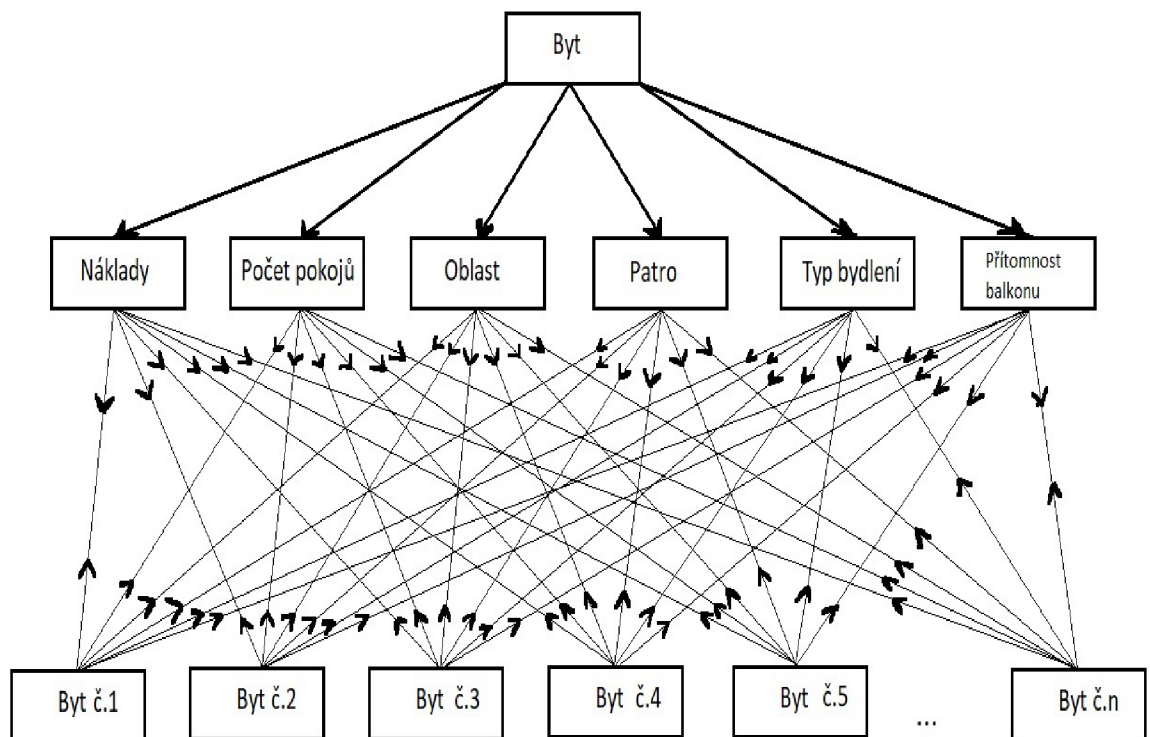 Byt
Náklady
Počet pokojů
Oblast
Patro
Typ bydlení
Přítomnost
balkonu
Byt č.1
Byt č.2
Byt č.3
Byt č.4
Byt č.5
...
Byt č.n